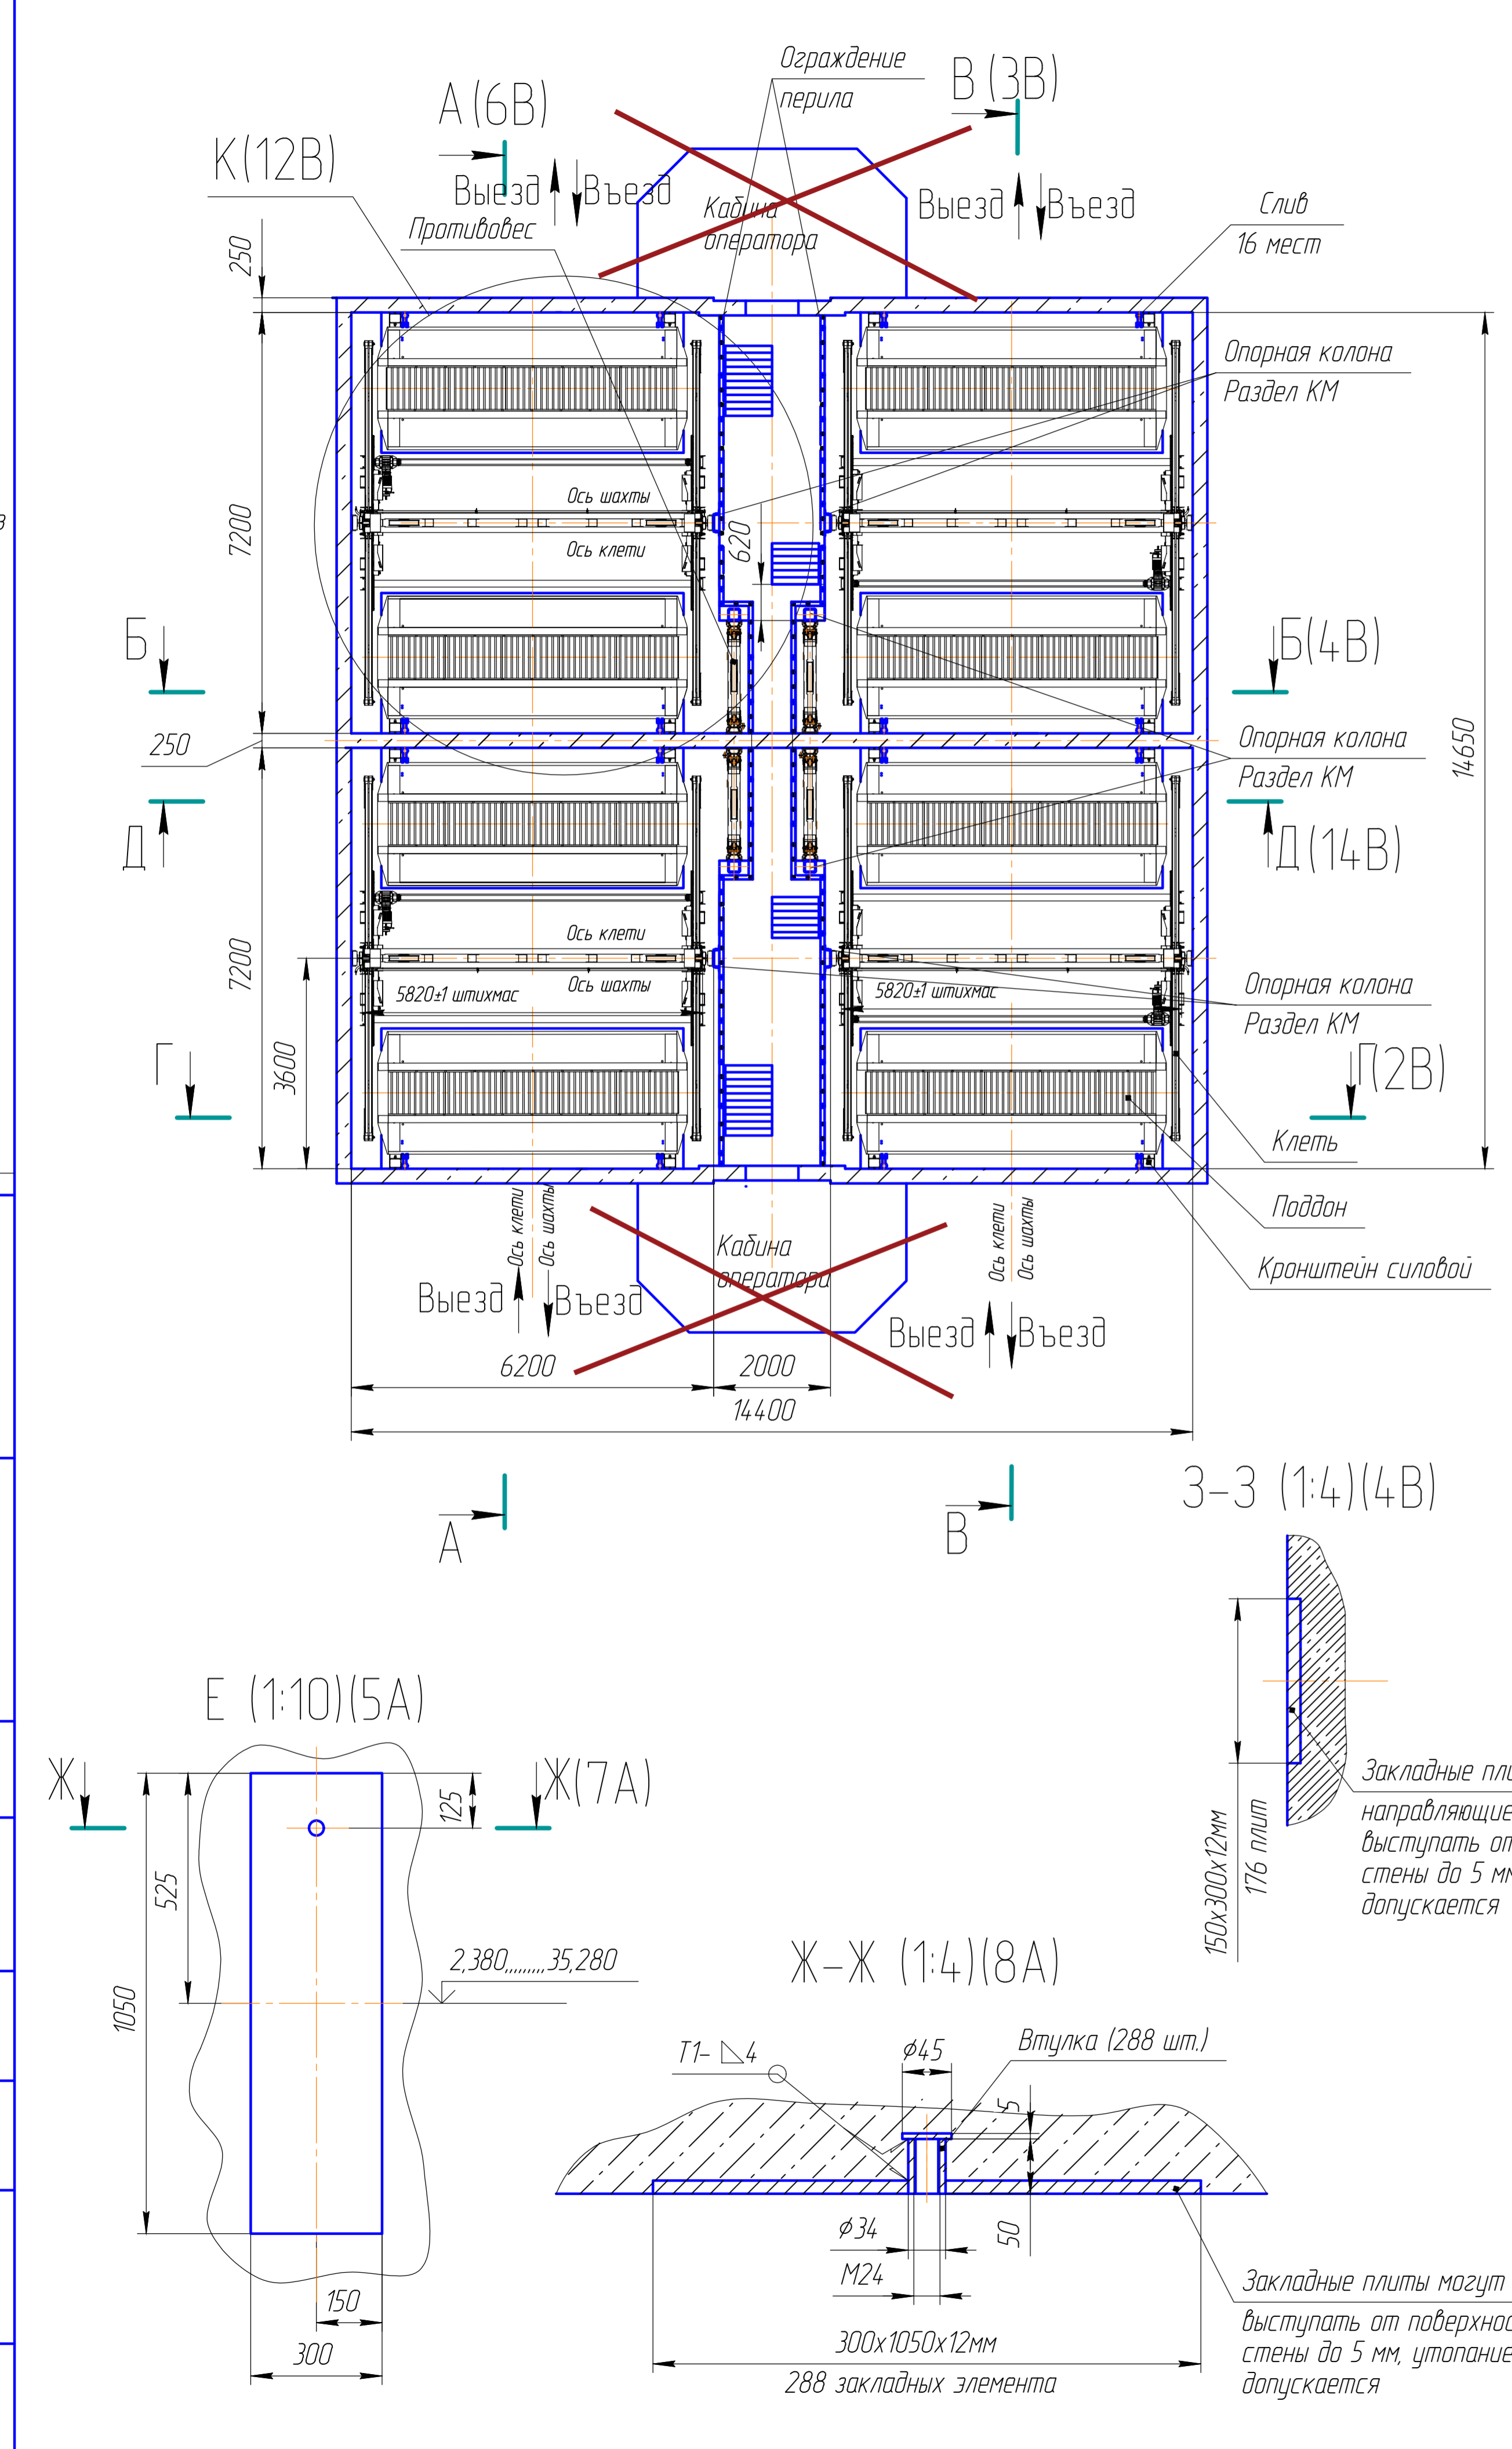 Ограждение
перила
А (6В)
В (3В)
К(12В)
Выезд
Въезд
Кабина
оператора
Выезд
Въезд
Слив
16 мест
Противовес
250
Опорная колона
Раздел КМ
7200
Ось шахты
Ось клети
620
Б
Б(4В)
250
Опорная колона
Раздел КМ
14650
Д
Д(14В)
7200
Ось клети
Ось шахты
5820±1 штихмас
5820±1 штихмас
Опорная колона
Раздел КМ
3600
Г
Г(2В)
Клеть
Поддон
Кронштейн силовой
Ось клети
Ось шахты
Ось клети
Ось шахты
Кабина
оператора
Выезд
Въезд
Выезд
Въезд
6200
2000
14400
А
В
З-З (1:4)(4В)
Е (1:10)(5А)
Ж
Ж(7А)
125
525
1050
2,380,,,,,,,,,35,280
150
300
150х300х12мм
176 плит
Закладные пли
направляющие
выступать от
стены до 5 мм
допускается
Ж-Ж (1:4)(8А)
Т1-◺4
ϕ45
Втулка (288 шт.)
5
50
ϕ34
М24
300х1050х12мм
288 закладных элемента
Закладные плиты могут
выступать от поверхнос
стены до 5 мм, утопание
допускается